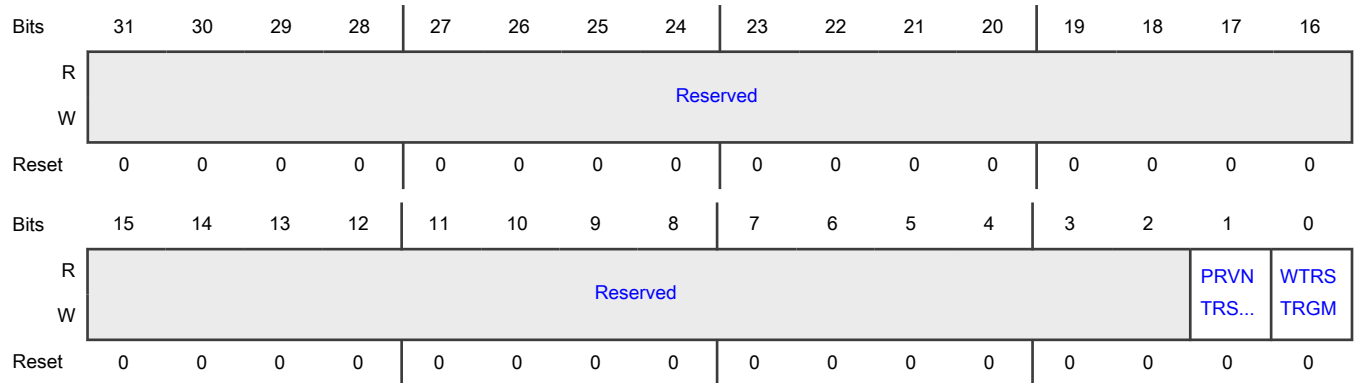 Bits 31 30 29 28 27 26 25 24 23 22 21 20 19 18 17 16
R
Reserved
W
Reset 0 0 0 0 0 0 0 0 0 0 0 0 0 0 0 0
Bits 15 14 13 12 11 10 9 8 7 6 5 4 3 2 1 0
R PRVN WTRS
Reserved
W TRS... TRGM
Reset 0 0 0 0 0 0 0 0 0 0 0 0 0 0 0 0